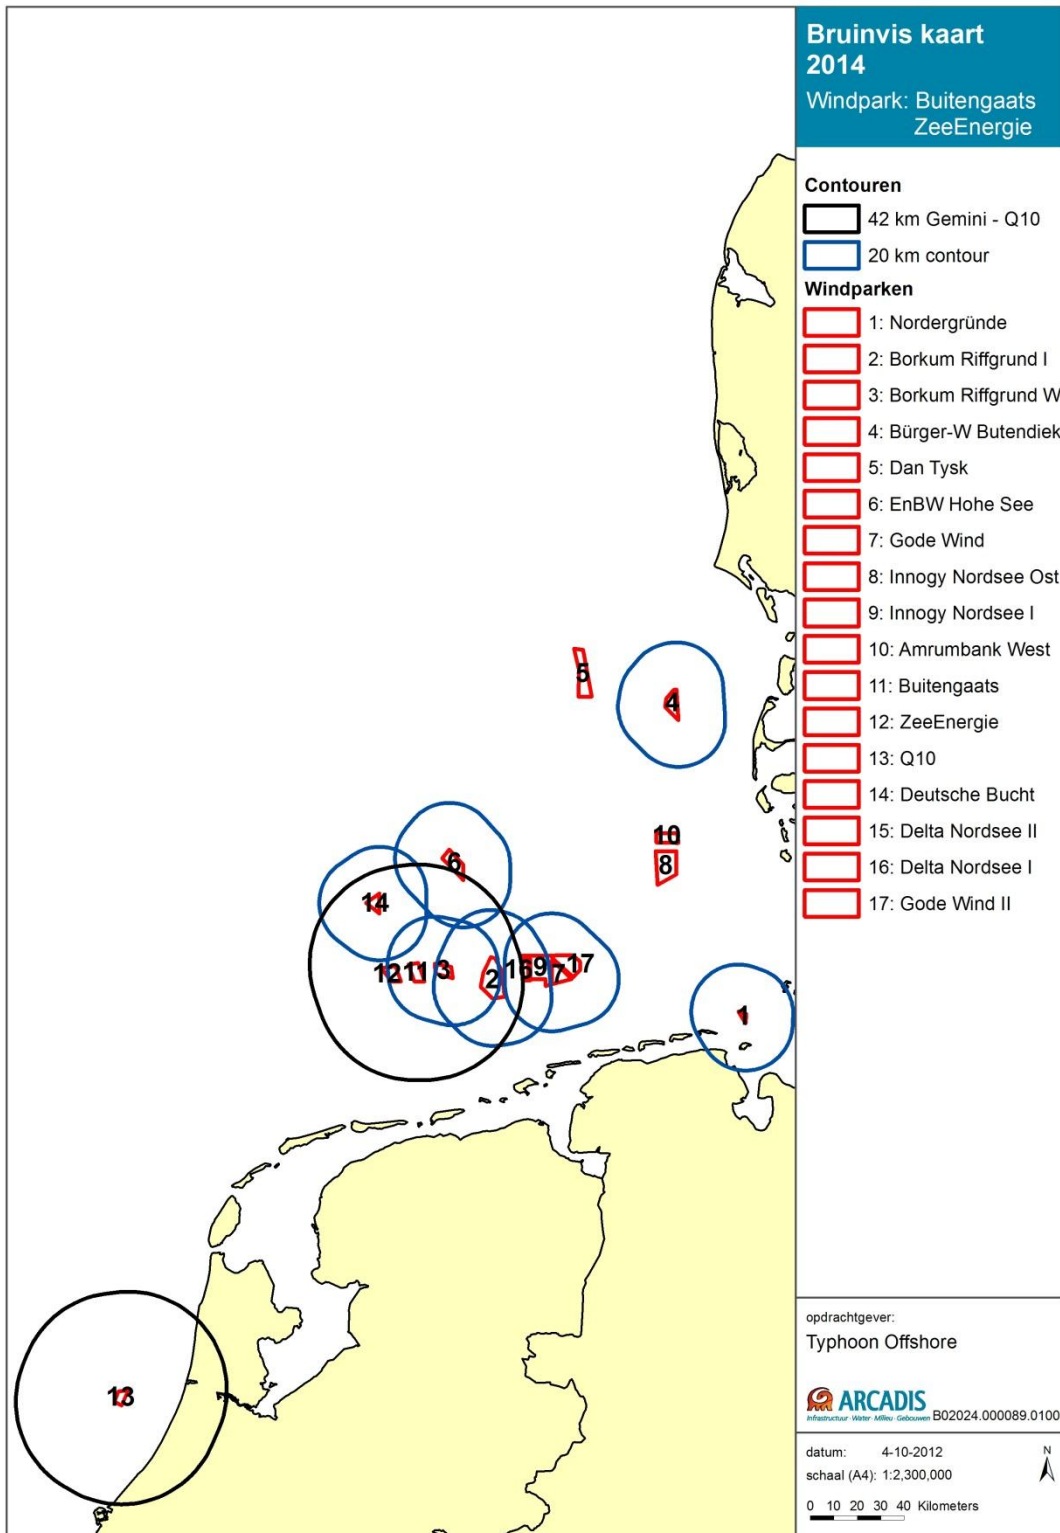 Bruinvis kaart
2014
Windpark: Buitengaats
ZeeEnergie
Contouren
42 km Gemini - Q10
20 km contour
Windparken
1: Nordergründe
2: Borkum Riffgrund I
3: Borkum Riffgrund W
4: Bürger-W Butendiek
5: Dan Tysk
6: EnBW Hohe See
7: Gode Wind
8: Innogy Nordsee Ost
9: Innogy Nordsee I
10: Amrumbank West
11: Buitengaats
12: ZeeEnergie
13: Q10
14: Deutsche Bucht
15: Delta Nordsee II
16: Delta Nordsee I
17: Gode Wind II
5
4
10
8
6
14
12
11
3
2
16
9
7
17
1
13
opdrachtgever:
Typhoon Offshore
ARCADIS
Infrastructuur · Water · Milieu · Gebouwen
B02024.000089.0100
datum: 4-10-2012
schaal (A4): 1:2,300,000
N
0 10 20 30 40 Kilometers